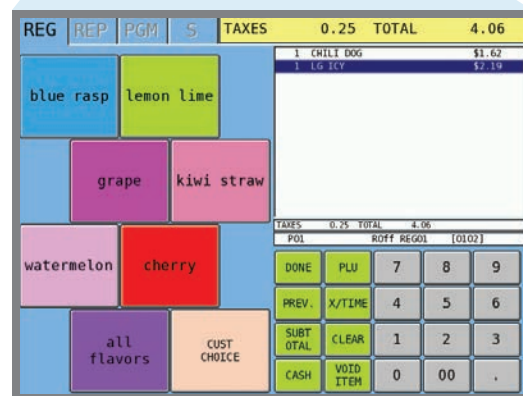 REG REP PGM S TAXES 0.25 TOTAL 4.06
1 CHILI DOG $1.62
1 LG ICY $2.19
blue rasp
lemon lime
grape
kiwi straw
watermelon
cherry
all
flavors
CUST
CHOICE
TAXES 0.25 TOTAL 4.06
P01 ROff REG01 [0102]
DONE PLU 7 8 9
PREV. X/TIME 4 5 6
SUBT
OTAL CLEAR 1 2 3
CASH VOID
ITEM 0 00 .